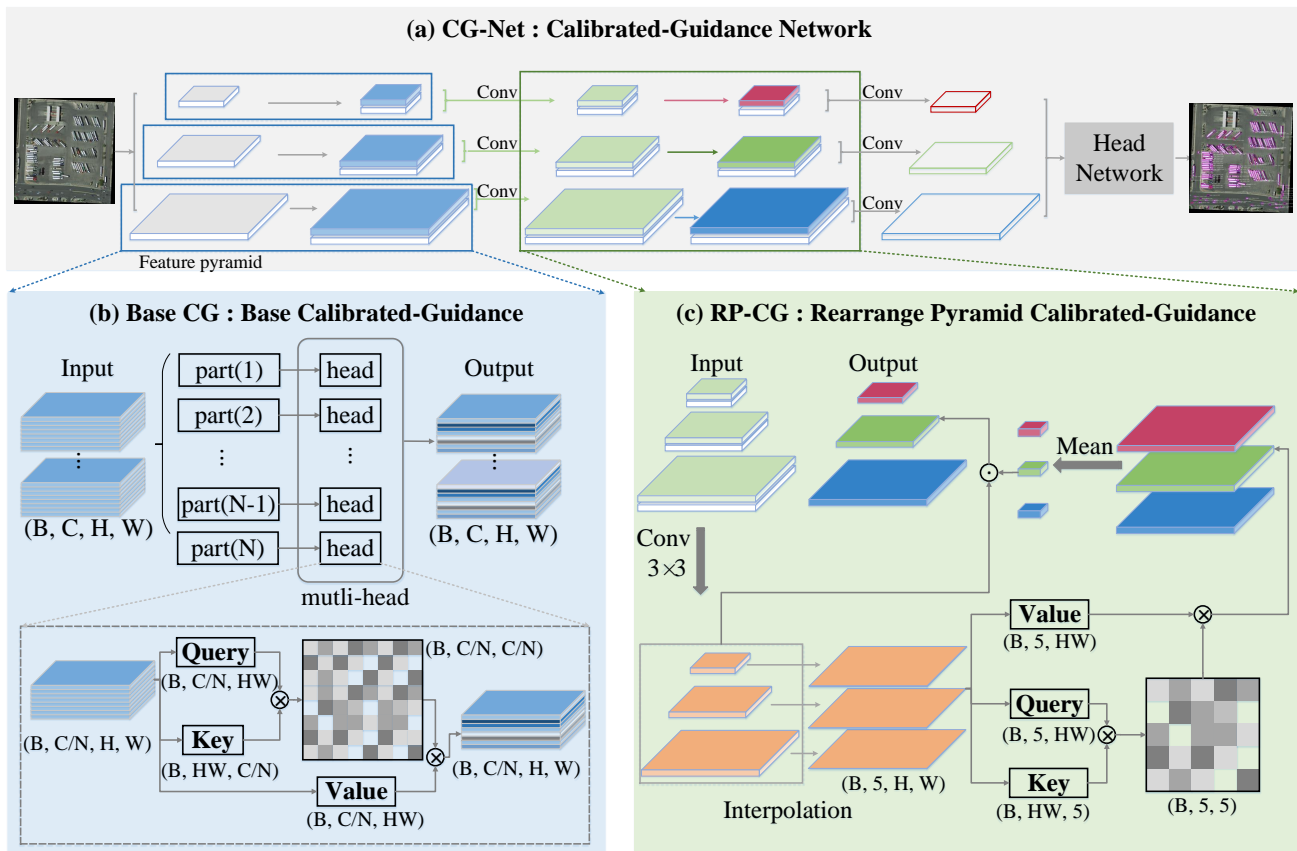 (a) CG-Net : Calibrated-Guidance Network
Conv
Conv
Conv
Conv
Conv
Conv
Head
Network
Feature pyramid
(b) Base CG : Base Calibrated-Guidance
Input
part(1)
head
Output
part(2)
head
...
...
...
...
part(N-1)
head
(B, C, H, W)
(B, C, H, W)
part(N)
head
mutli-head
Query
(B, C/N, C/N)
(B, C/N, HW)
(B, C/N, H, W)
Key
(B, HW, C/N)
(B, C/N, H, W)
Value
(B, C/N, HW)
(c) RP-CG : Rearrange Pyramid Calibrated-Guidance
Input
Output
Mean
Conv
3×3
Value
(B, 5, HW)
Query
(B, 5, HW)
(B, 5, H, W)
Key
Interpolation
(B, HW, 5)
(B, 5, 5)